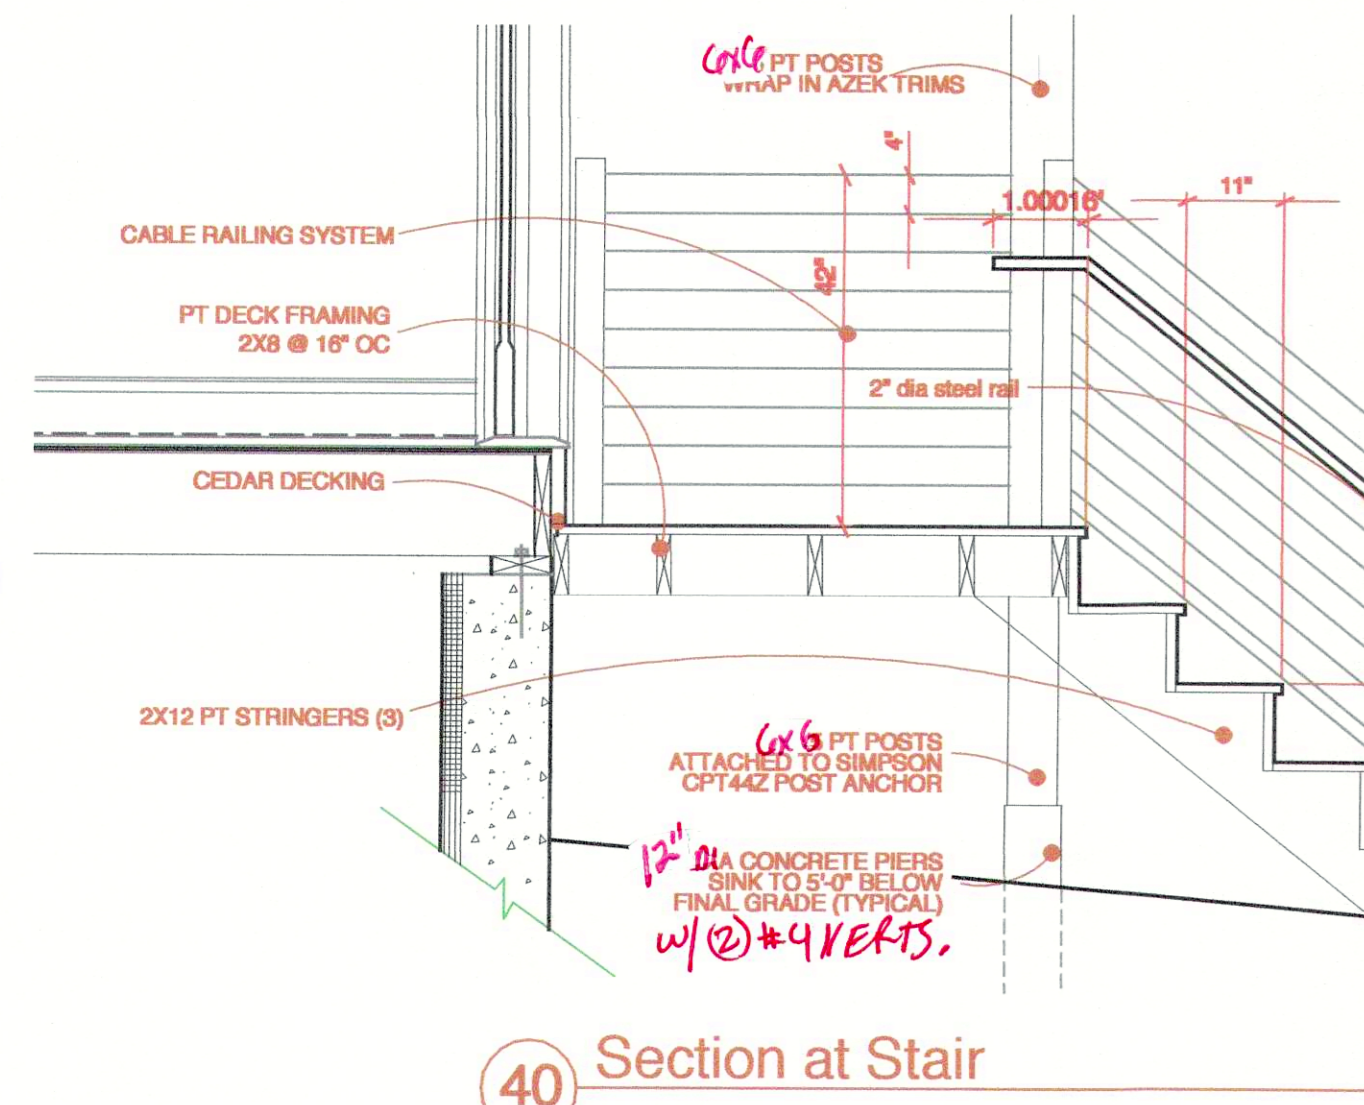 6x6 PT POSTS
WRAP IN AZEK TRIMS
4"
1.00016'
11"
CABLE RAILING SYSTEM
42"
PT DECK FRAMING
2X8 @ 16" OC
2" dia steel rail
CEDAR DECKING
2X12 PT STRINGERS (3)
6x6 PT POSTS
ATTACHED TO SIMPSON
CPT44Z POST ANCHOR
12" DIA CONCRETE PIERS
SINK TO 5'-0" BELOW
FINAL GRADE (TYPICAL)
W/ (2) #4 VERTS.
40 Section at Stair